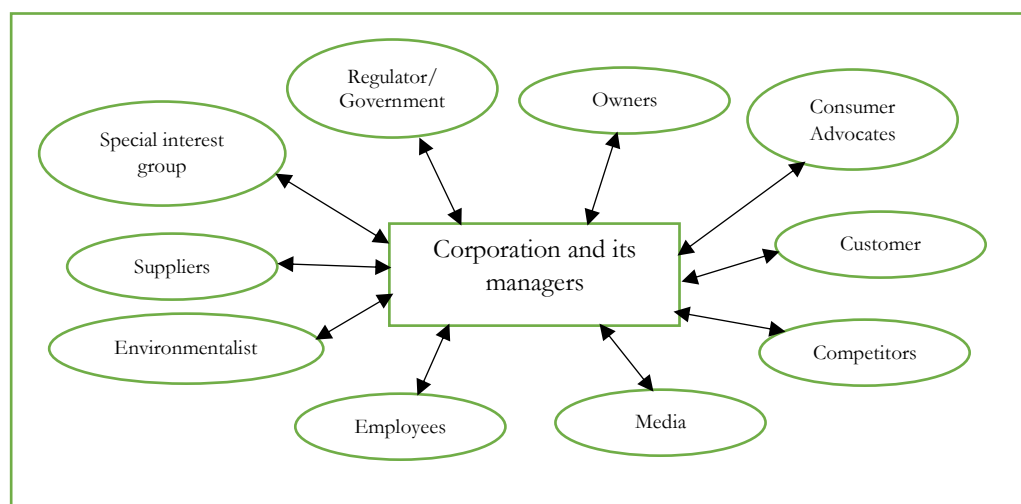 Regulator/
Government
Owners
Consumer
Advocates
Special interest
group
Corporation and its
managers
Customer
Suppliers
Environmentalist
Competitors
Employees
Media